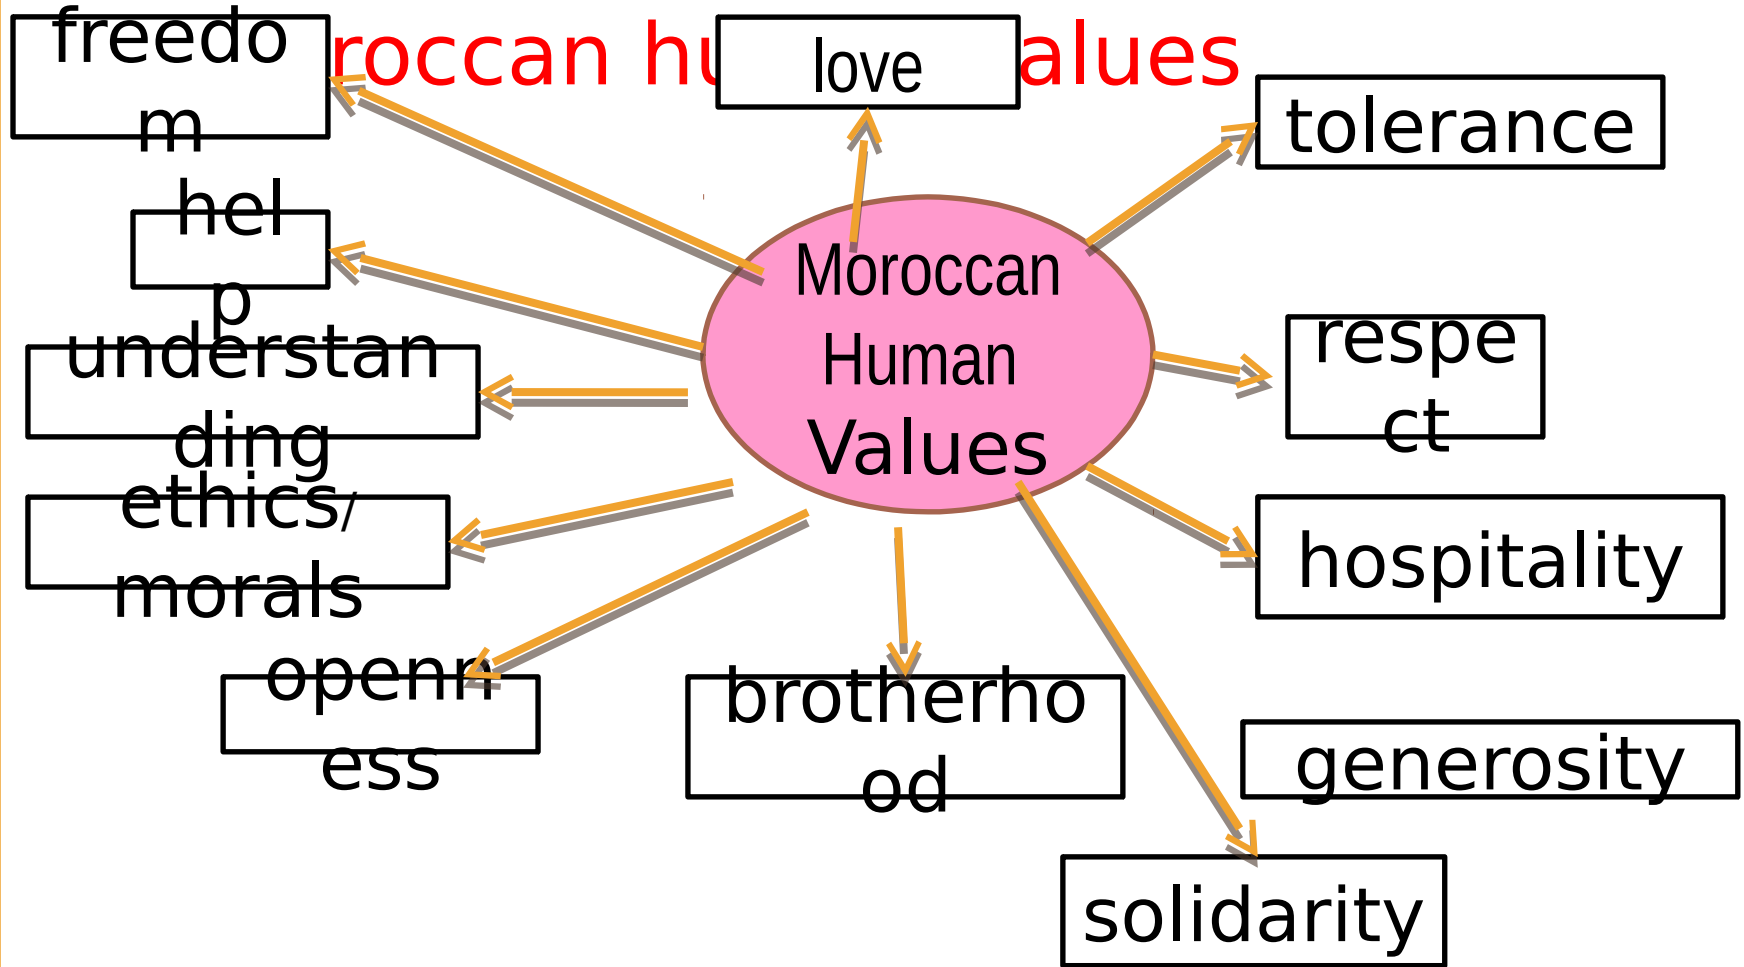 freedo
m
roccan hu
alues
love
tolerance
hel
p
Moroccan
Human
Values
understan
ding
respe
ct
ethics/
morals
hospitality
openn
ess
brotherho
od
generosity
solidarity